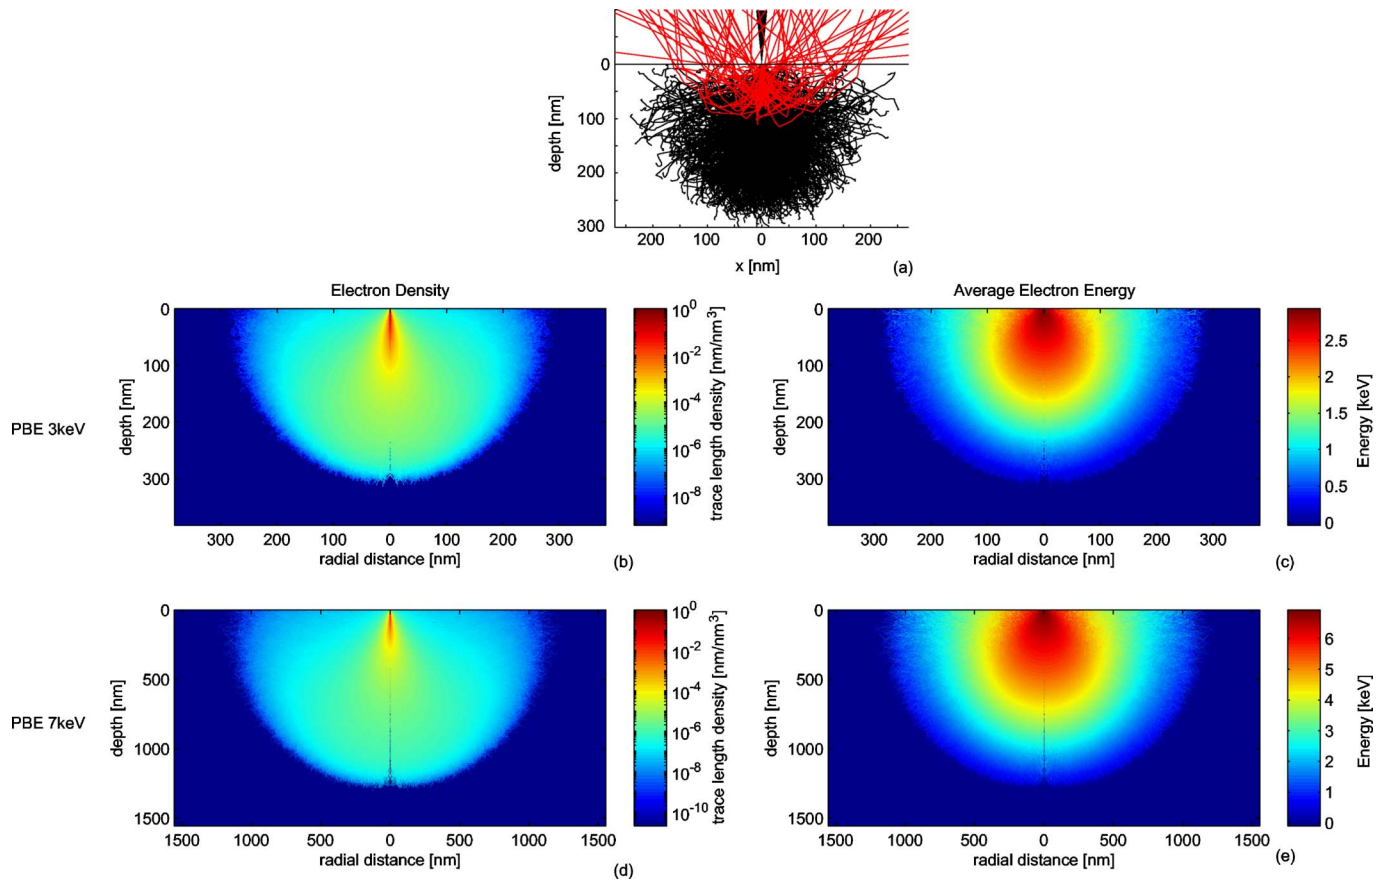 0
100
200
300
depth [nm]
200 100 0 100 200
x [nm]
(a)
Electron Density
Average Electron Energy
PBE 3keV
0
100
200
300
depth [nm]
300 200 100 0 100 200 300
radial distance [nm]
(b)
10^0
10^-2
10^-4
10^-6
10^-8
trace length density [nm/nm^3]
0
100
200
300
depth [nm]
300 200 100 0 100 200 300
radial distance [nm]
(c)
2.5
2
1.5
1
0.5
0
Energy [keV]
PBE 7keV
0
500
1000
1500
depth [nm]
1500 1000 500 0 500 1000 1500
radial distance [nm]
(d)
10^0
10^-2
10^-4
10^-6
10^-8
10^-10
trace length density [nm/nm^3]
0
500
1000
1500
depth [nm]
1500 1000 500 0 500 1000 1500
radial distance [nm]
(e)
6
5
4
3
2
1
0
Energy [keV]